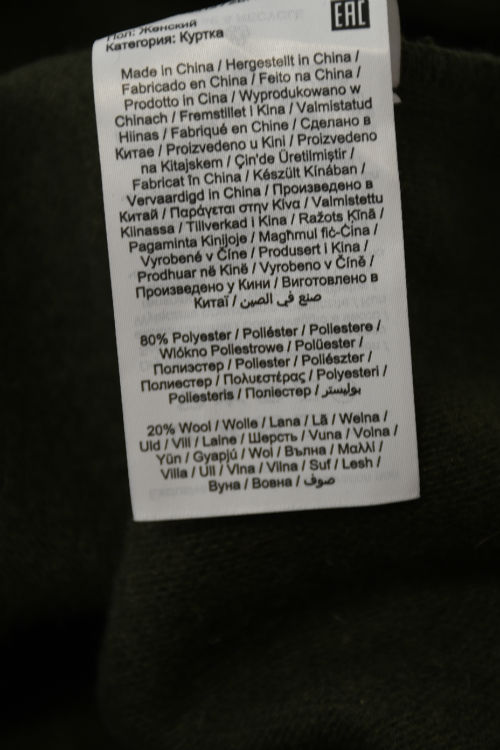 Пол: Женский
Категория: Куртка
EAC
Made in China / Hergestellt in China /
Fabricado en China / Feito na China /
Prodotto in Cina / Wyprodukowano w
Chinach / Fremstillet i Kina / Valmistatud
Hiinas / Fabriqué en Chine / Сделано в
Китае / Proizvedeno u Kini / Proizvedeno
na Kitajskem / Çin'de Üretilmiştir /
Fabricat în China / Készült Kínában /
Vervaardigd in China / Произведено в
Китай / Παράγεται στην Κίνα / Valmistettu
Kiinassa / Tillverkad i Kina / Ražots Ķīnā /
Pagaminta Kinijoje / Magħmul fiċ-Ċina /
Vyrobené v Číne / Produsert i Kina /
Prodhuar në Kinë / Vyrobeno v Číně /
Произведено у Кини / Виготовлено в
Китаї / صنع في الصين
80% Polyester / Poliéster / Poliestere /
Włókno Poliestrowe / Polüester /
Полиэстер / Poliester / Poliészter /
Полиестер / Πολυεστέρας / Polyesteri /
Poliesteris / Поліестер / بوليستر
20% Wool / Wolle / Lana / Lã / Wełna /
Uld / Vill / Laine / Шерсть / Vuna / Volna /
Yün / Gyapjú / Wol / Вълна / Μαλλί /
Villa / Ull / Vlna / Vilna / Suf / Lesh /
Вуна / Вовна / صوف